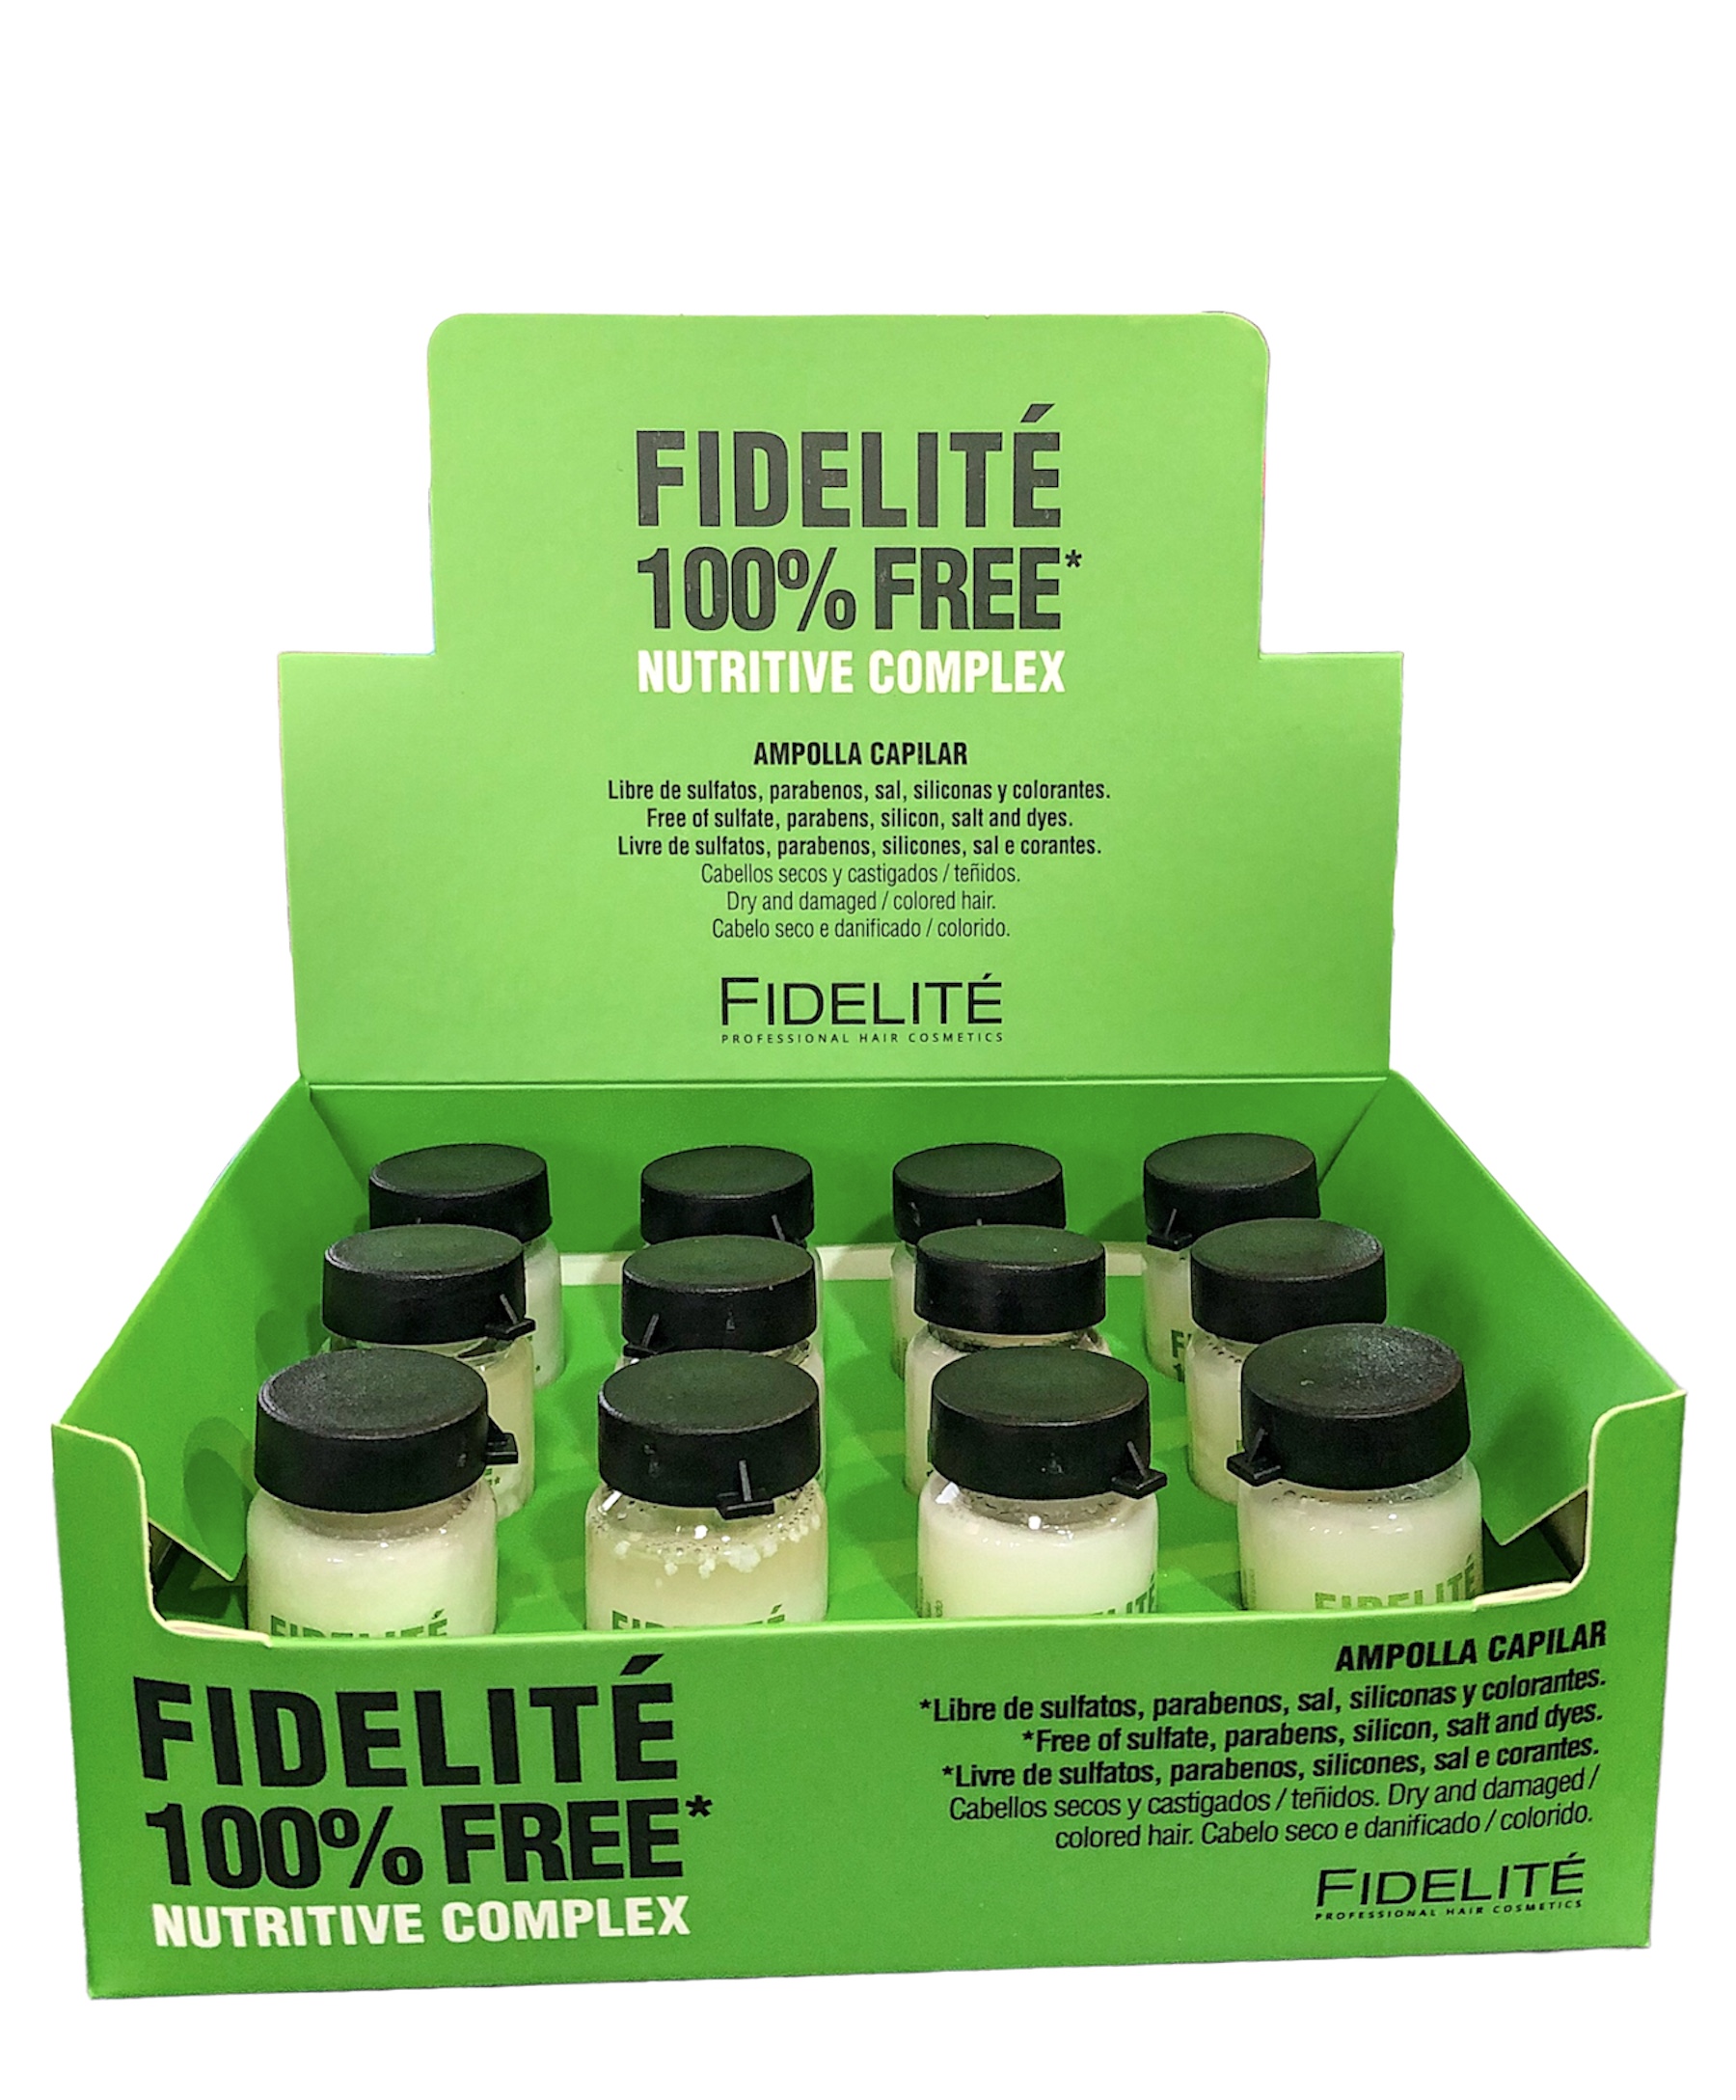 FIDELITÉ
100% FREE*
NUTRITIVE COMPLEX
AMPOLLA CAPILAR
Libre de sulfatos, parabenos, sal, siliconas y colorantes.
Free of sulfate, parabens, silicon, salt and dyes.
Livre de sulfatos, parabenos, silicones, sal e corantes.
Cabellos secos y castigados / teñidos.
Dry and damaged / colored hair.
Cabelo seco e danificado / colorido.
FIDELITÉ
PROFESSIONAL HAIR COSMETICS
FIDELITÉ
FIDELITÉ
FIDELITÉ
100% FREE*
NUTRITIVE COMPLEX
AMPOLLA CAPILAR
*Libre de sulfatos, parabenos, sal, siliconas y colorantes.
*Free of sulfate, parabens, silicon, salt and dyes.
*Livre de sulfatos, parabenos, silicones, sal e corantes.
Cabellos secos y castigados / teñidos. Dry and damaged /
colored hair. Cabelo seco e danificado / colorido.
FIDELITÉ
PROFESSIONAL HAIR COSMETICS